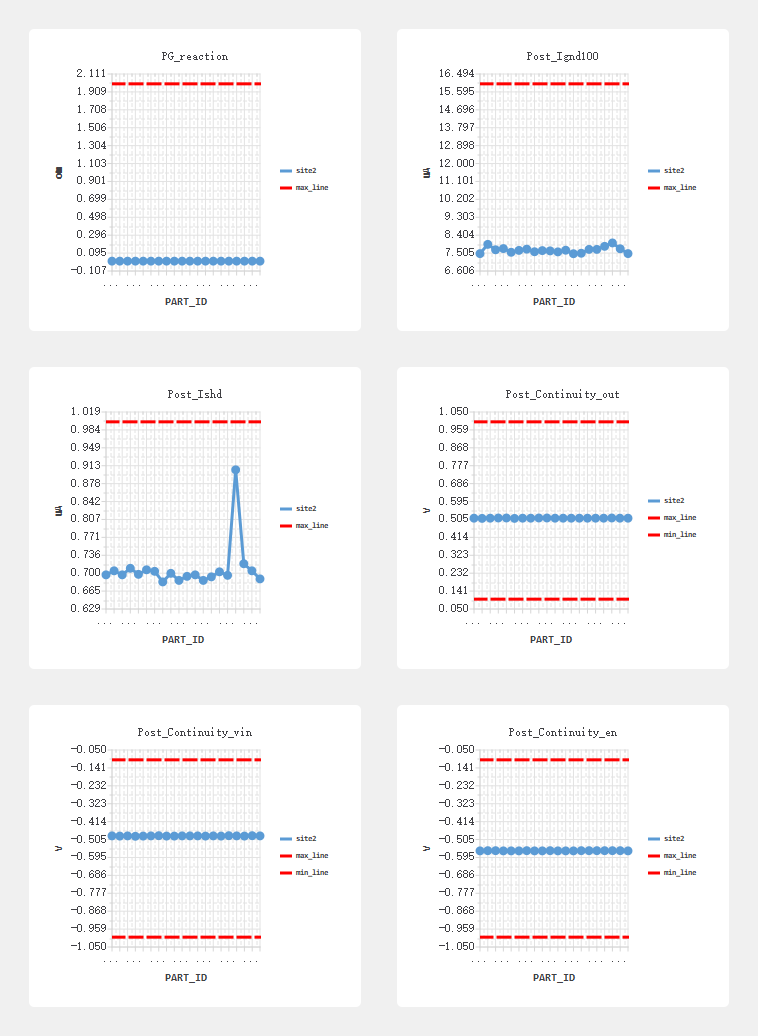 PG_reaction
2.111
1.909
1.708
1.506
1.304
1.103
0.901
0.699
0.498
0.296
0.095
-0.107
site2
max_line
... ... ... ... ...
PART_ID
Post_Ignd100
16.494
15.595
14.696
13.797
12.898
12.000
11.101
10.202
9.303
8.404
7.505
6.606
UA
site2
max_line
... ... ... ... ...
PART_ID
Post_Ishd
1.019
0.984
0.949
0.913
0.878
0.842
0.807
0.771
0.736
0.700
0.665
0.629
UA
site2
max_line
... ... ... ... ...
PART_ID
Post_Continuity_out
1.050
0.959
0.868
0.777
0.686
0.595
0.505
0.414
0.323
0.232
0.141
0.050
V
site2
max_line
min_line
... ... ... ... ...
PART_ID
Post_Continuity_vin
-0.050
-0.141
-0.232
-0.323
-0.414
-0.505
-0.595
-0.686
-0.777
-0.868
-0.959
-1.050
V
site2
max_line
min_line
... ... ... ... ...
PART_ID
Post_Continuity_en
-0.050
-0.141
-0.232
-0.323
-0.414
-0.505
-0.595
-0.686
-0.777
-0.868
-0.959
-1.050
V
site2
max_line
min_line
... ... ... ... ...
PART_ID